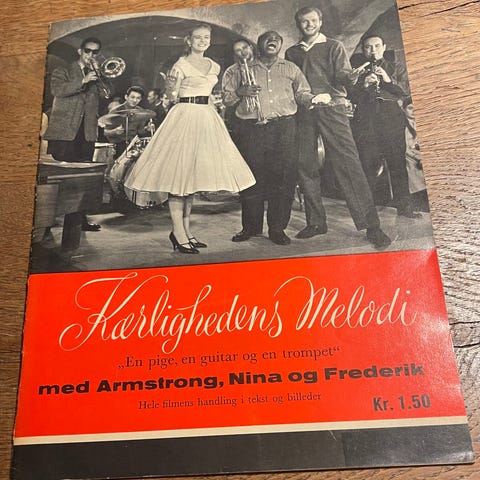 Kærlighedens Melodi
„En pige, en guitar og en trompet“
med Armstrong, Nina og Frederik
Hele filmens handling i tekst og billeder
Kr. 1.50